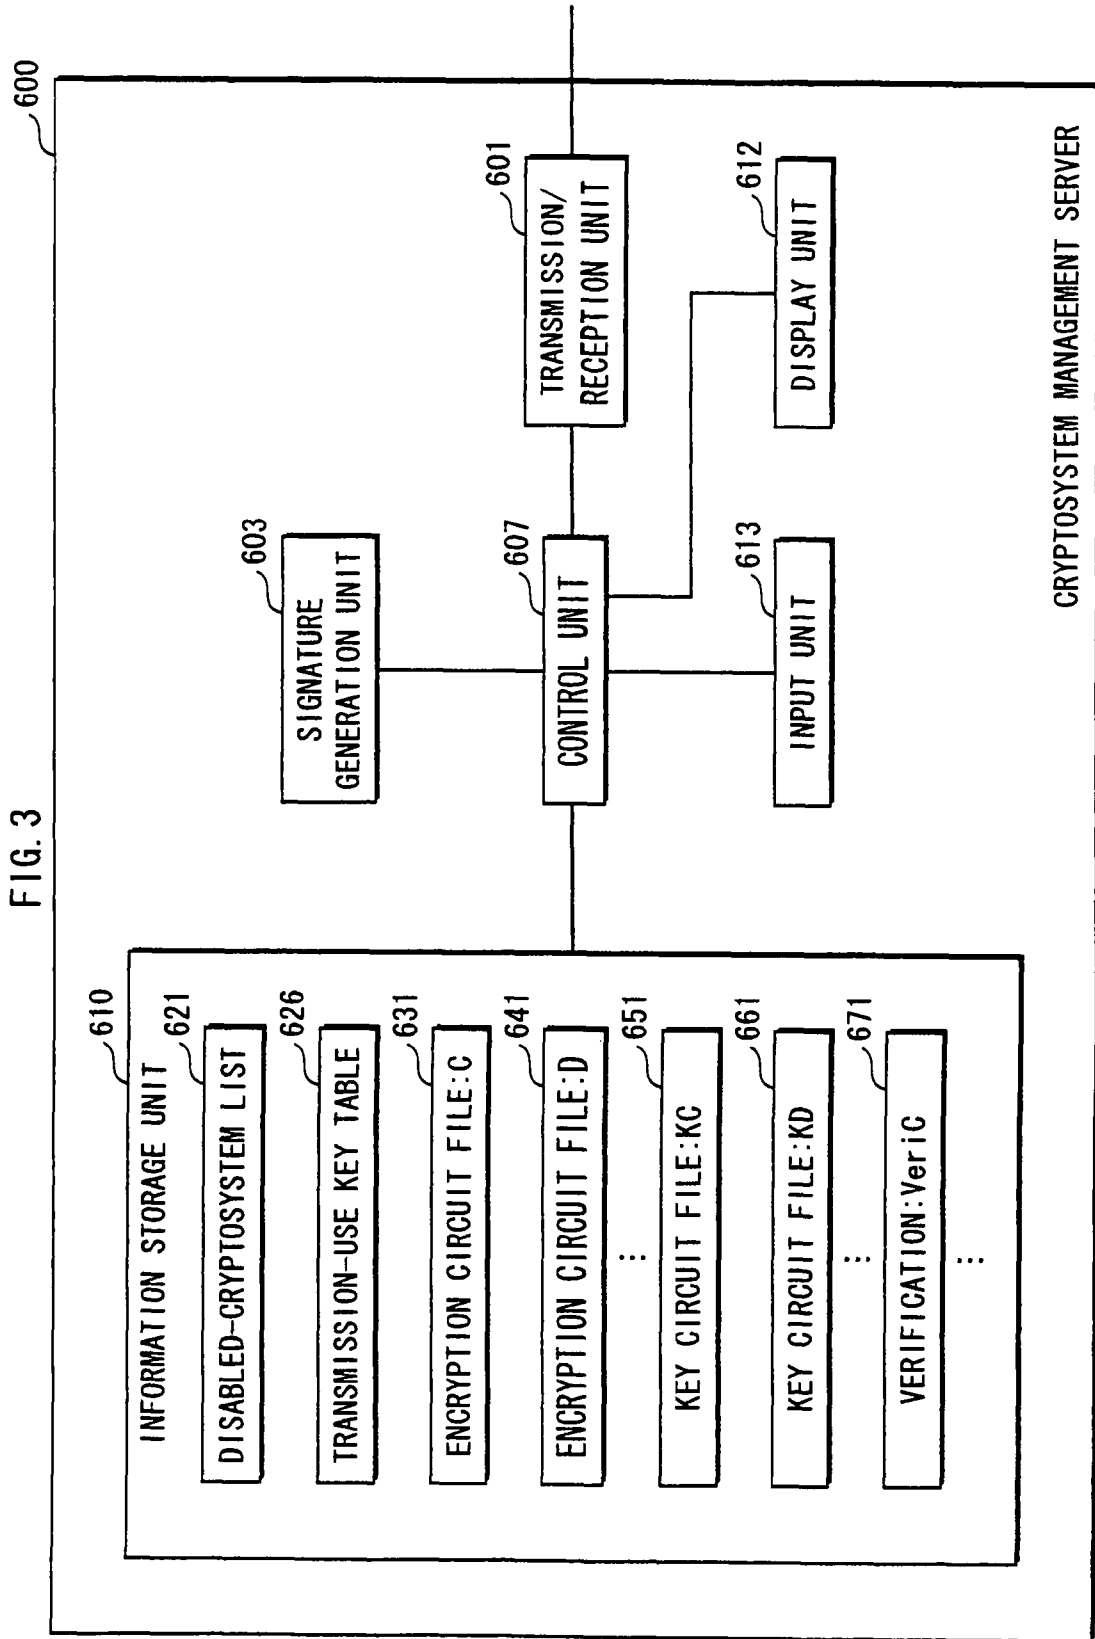 FIG. 3
600
610
INFORMATION STORAGE UNIT
621
DISABLED-CRYPTOSYSTEM LIST
626
TRANSMISSION-USE KEY TABLE
631
ENCRYPTION CIRCUIT FILE:C
641
ENCRYPTION CIRCUIT FILE:D
⋮
651
KEY CIRCUIT FILE:KC
661
KEY CIRCUIT FILE:KD
⋮
671
VERIFICATION:VeriC
⋮
603
SIGNATURE
GENERATION UNIT
607
CONTROL UNIT
613
INPUT UNIT
601
TRANSMISSION/
RECEPTION UNIT
612
DISPLAY UNIT
CRYPTOSYSTEM MANAGEMENT SERVER